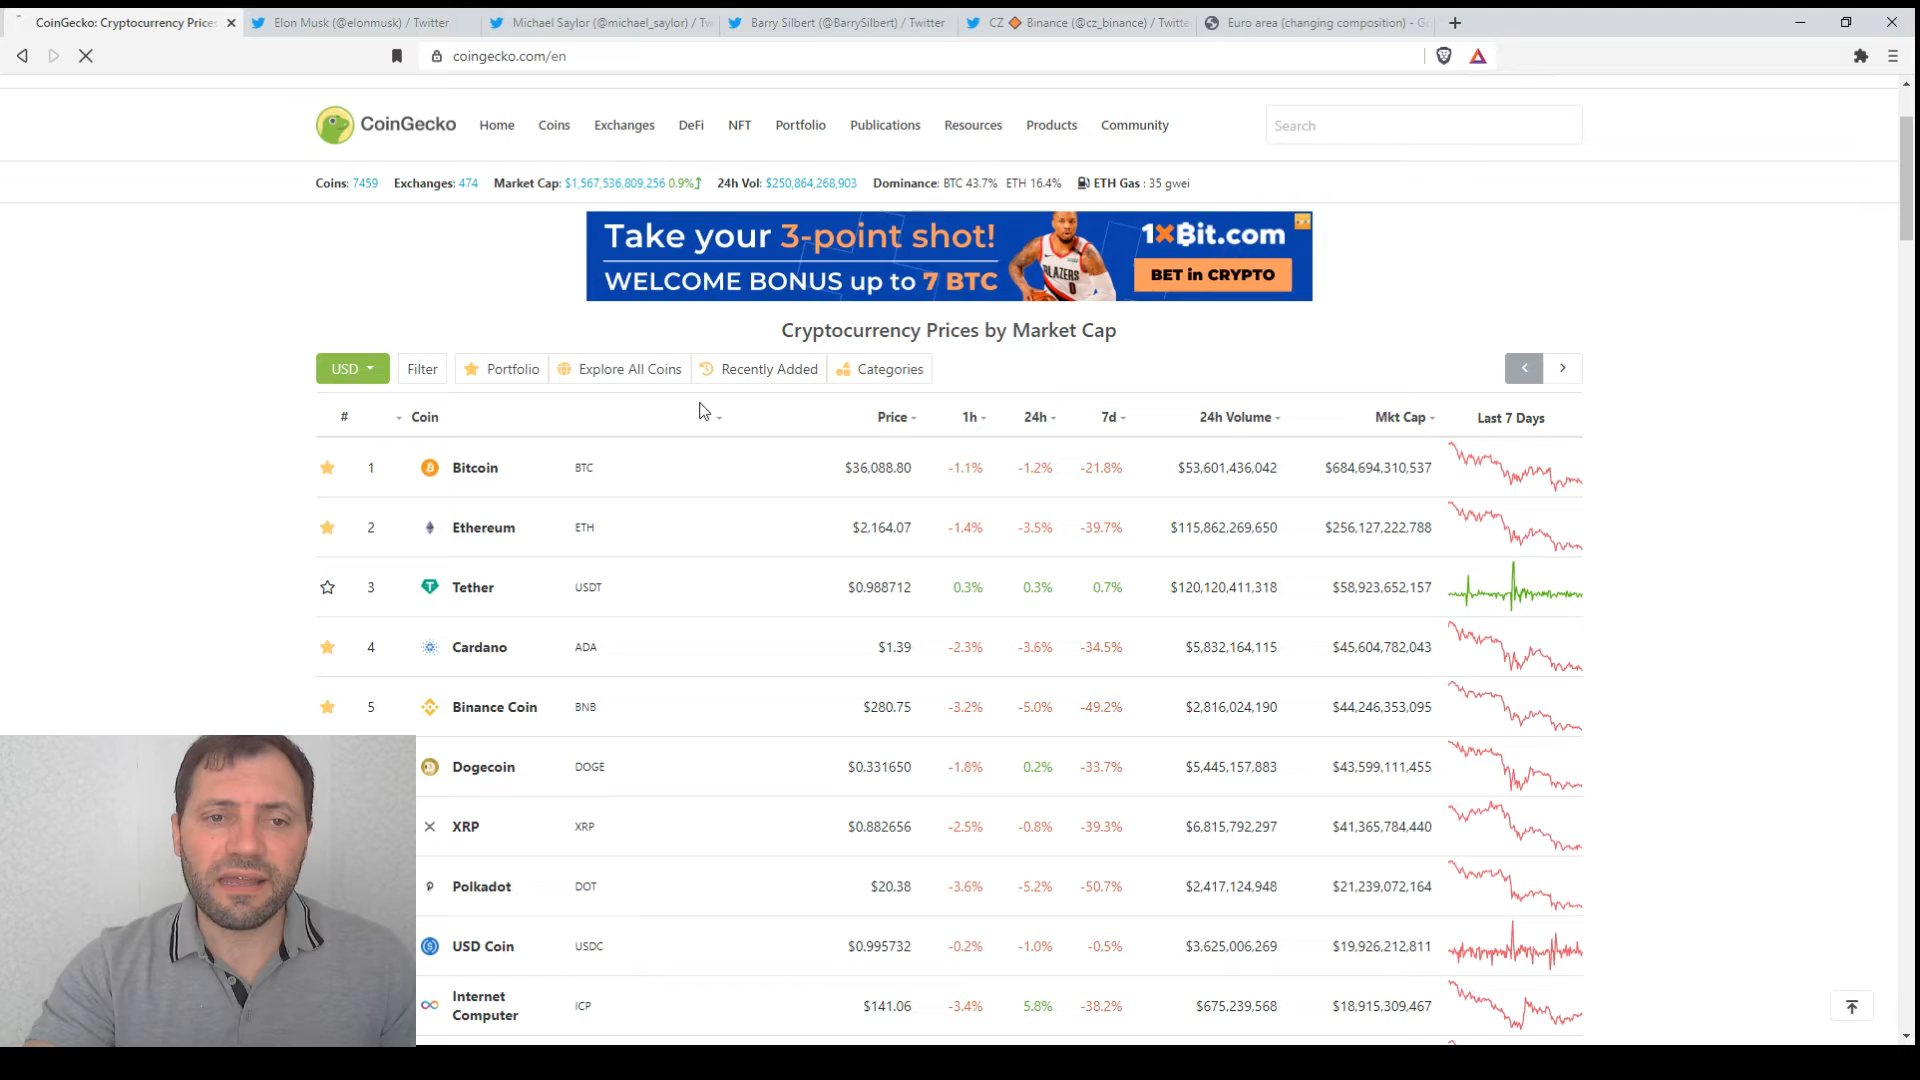 CoinGecko: Cryptocurrency Prices
Elon Musk (@elonmusk) / Twitter
Michael Saylor (@michael_saylor) / Tw
Barry Silbert (@BarrySilbert) / Twitter
CZ Binance (@cz_binance) / Twitte
Euro area (changing composition) - G
coingecko.com/en
CoinGecko Home Coins Exchanges DeFi NFT Portfolio Publications Resources Products Community Search
Coins: 7459 Exchanges: 474 Market Cap: $1,567,536,809,256 0.9% 24h Vol: $250,864,268,903 Dominance: BTC 43.7% ETH 16.4% ETH Gas : 35 gwei
Take your 3-point shot!
WELCOME BONUS up to 7 BTC
BLAZERS
0
1xBit.com
BET in CRYPTO
Cryptocurrency Prices by Market Cap
USD Filter Portfolio Explore All Coins Recently Added Categories
# Coin Price 1h 24h 7d 24h Volume Mkt Cap Last 7 Days
1 Bitcoin BTC $36,088.80 -1.1% -1.2% -21.8% $53,601,436,042 $684,694,310,537
2 Ethereum ETH $2,164.07 -1.4% -3.5% -39.7% $115,862,269,650 $256,127,222,788
3 Tether USDT $0.988712 0.3% 0.3% 0.7% $120,120,411,318 $58,923,652,157
4 Cardano ADA $1.39 -2.3% -3.6% -34.5% $5,832,164,115 $45,604,782,043
5 Binance Coin BNB $280.75 -3.2% -5.0% -49.2% $2,816,024,190 $44,246,353,095
Dogecoin DOGE $0.331650 -1.8% 0.2% -33.7% $5,445,157,883 $43,599,111,455
XRP XRP $0.882656 -2.5% -0.8% -39.3% $6,815,792,297 $41,365,784,440
Polkadot DOT $20.38 -3.6% -5.2% -50.7% $2,417,124,948 $21,239,072,164
USD Coin USDC $0.995732 -0.2% -1.0% -0.5% $3,625,006,269 $19,926,212,811
Internet
Computer ICP $141.06 -3.4% 5.8% -38.2% $675,239,568 $18,915,309,467